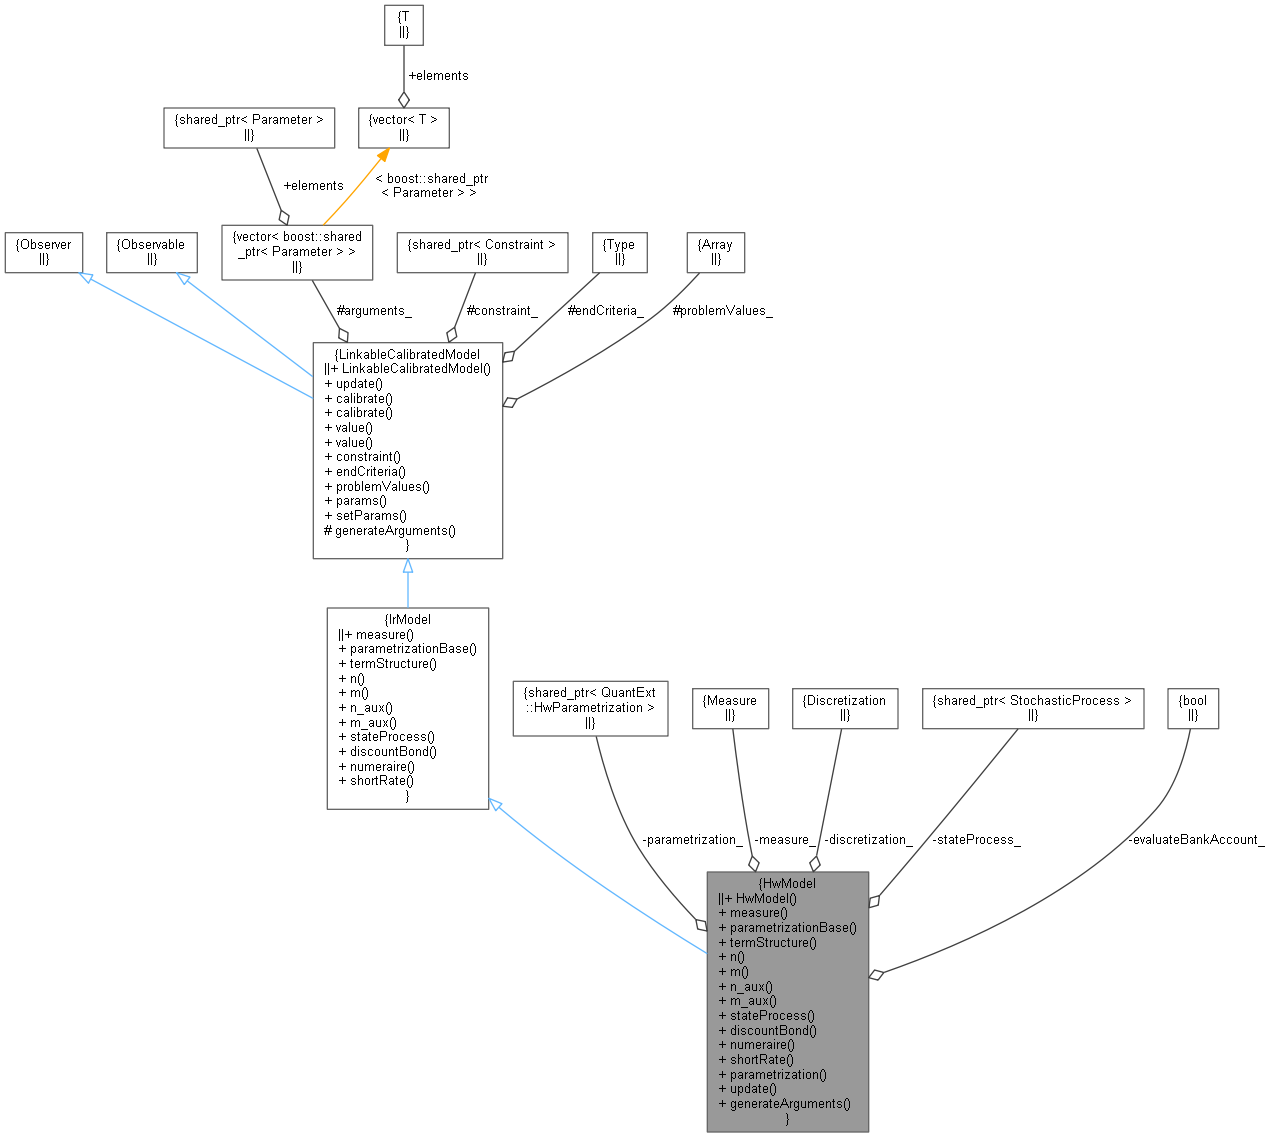 {T
||}
+elements
{shared_ptr< Parameter >
||}
{vector< T >
||}
+elements
< boost::shared_ptr
< Parameter > >
{Observer
||}
{Observable
||}
{vector< boost::shared
_ptr< Parameter > >
||}
{shared_ptr< Constraint >
||}
{Type
||}
{Array
||}
#arguments_
#constraint_
#endCriteria_
#problemValues_
{LinkableCalibratedModel
||+ LinkableCalibratedModel()
+ update()
+ calibrate()
+ calibrate()
+ value()
+ value()
+ constraint()
+ endCriteria()
+ problemValues()
+ params()
+ setParams()
# generateArguments()
}
{IrModel
||+ measure()
+ parametrizationBase()
+ termStructure()
+ n()
+ m()
+ n_aux()
+ m_aux()
+ stateProcess()
+ discountBond()
+ numeraire()
+ shortRate()
}
{shared_ptr< QuantExt
::HwParametrization >
||}
{Measure
||}
{Discretization
||}
{shared_ptr< StochasticProcess >
||}
{bool
||}
-parametrization_
-measure_
-discretization_
-stateProcess_
-evaluateBankAccount_
{HwModel
||+ HwModel()
+ measure()
+ parametrizationBase()
+ termStructure()
+ n()
+ m()
+ n_aux()
+ m_aux()
+ stateProcess()
+ discountBond()
+ numeraire()
+ shortRate()
+ parametrization()
+ update()
+ generateArguments()
}